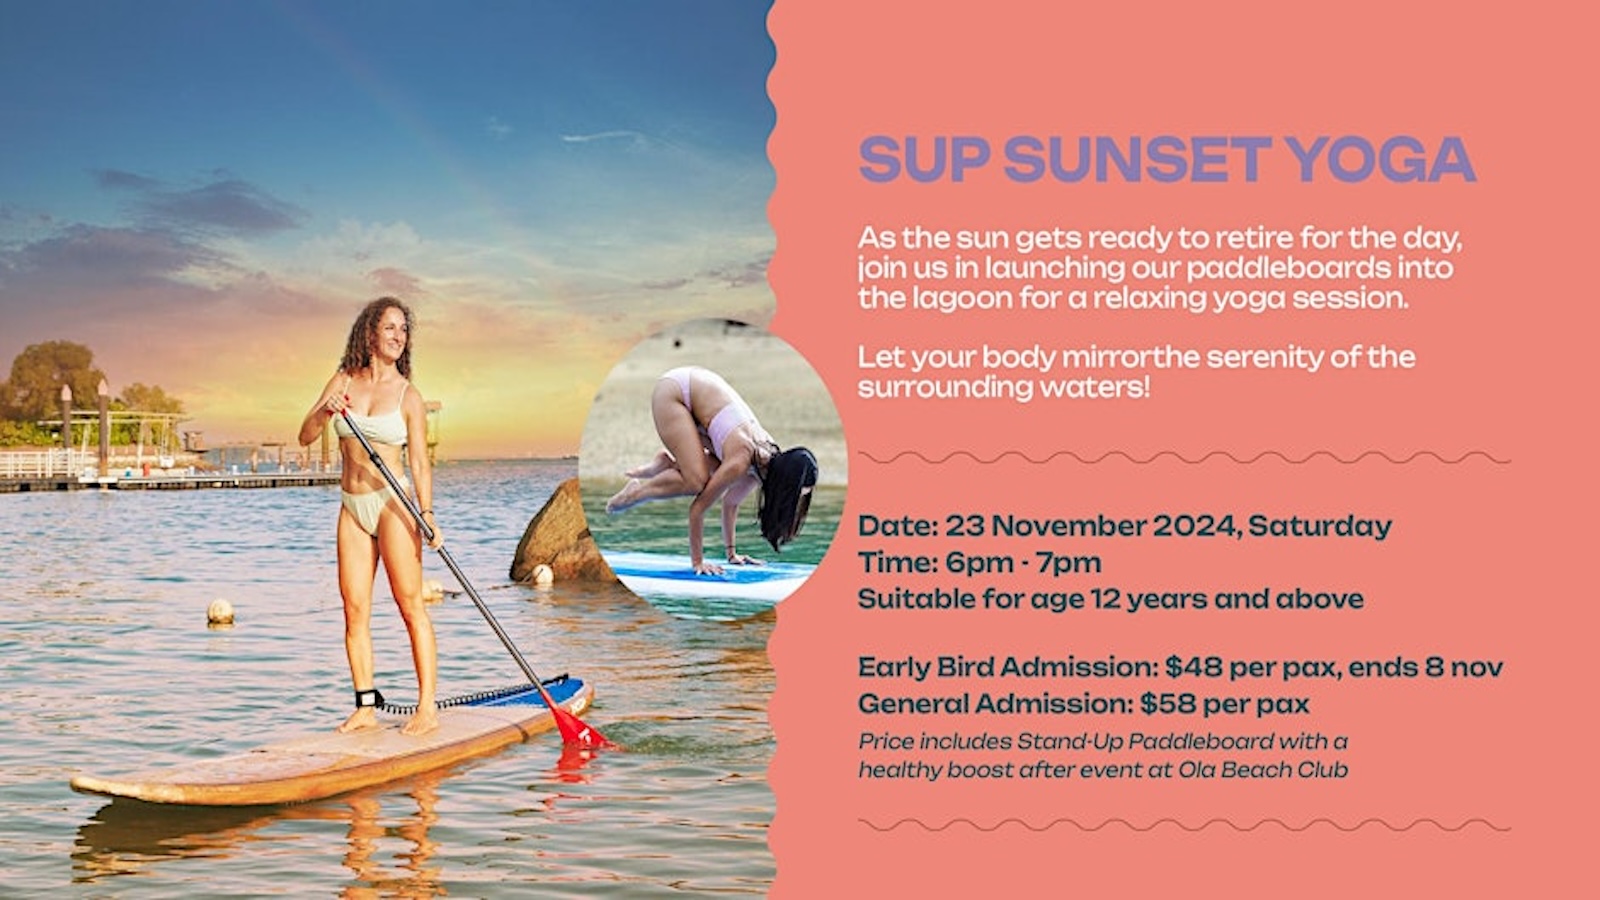 SUP SUNSET YOGA
As the sun gets ready to retire for the day,
join us in launching our paddleboards into
the lagoon for a relaxing yoga session.
Let your body mirrorthe serenity of the
surrounding waters!
Date: 23 November 2024, Saturday
Time: 6pm - 7pm
Suitable for age 12 years and above
Early Bird Admission: $48 per pax, ends 8 nov
General Admission: $58 per pax
Price includes Stand-Up Paddleboard with a
healthy boost after event at Ola Beach Club